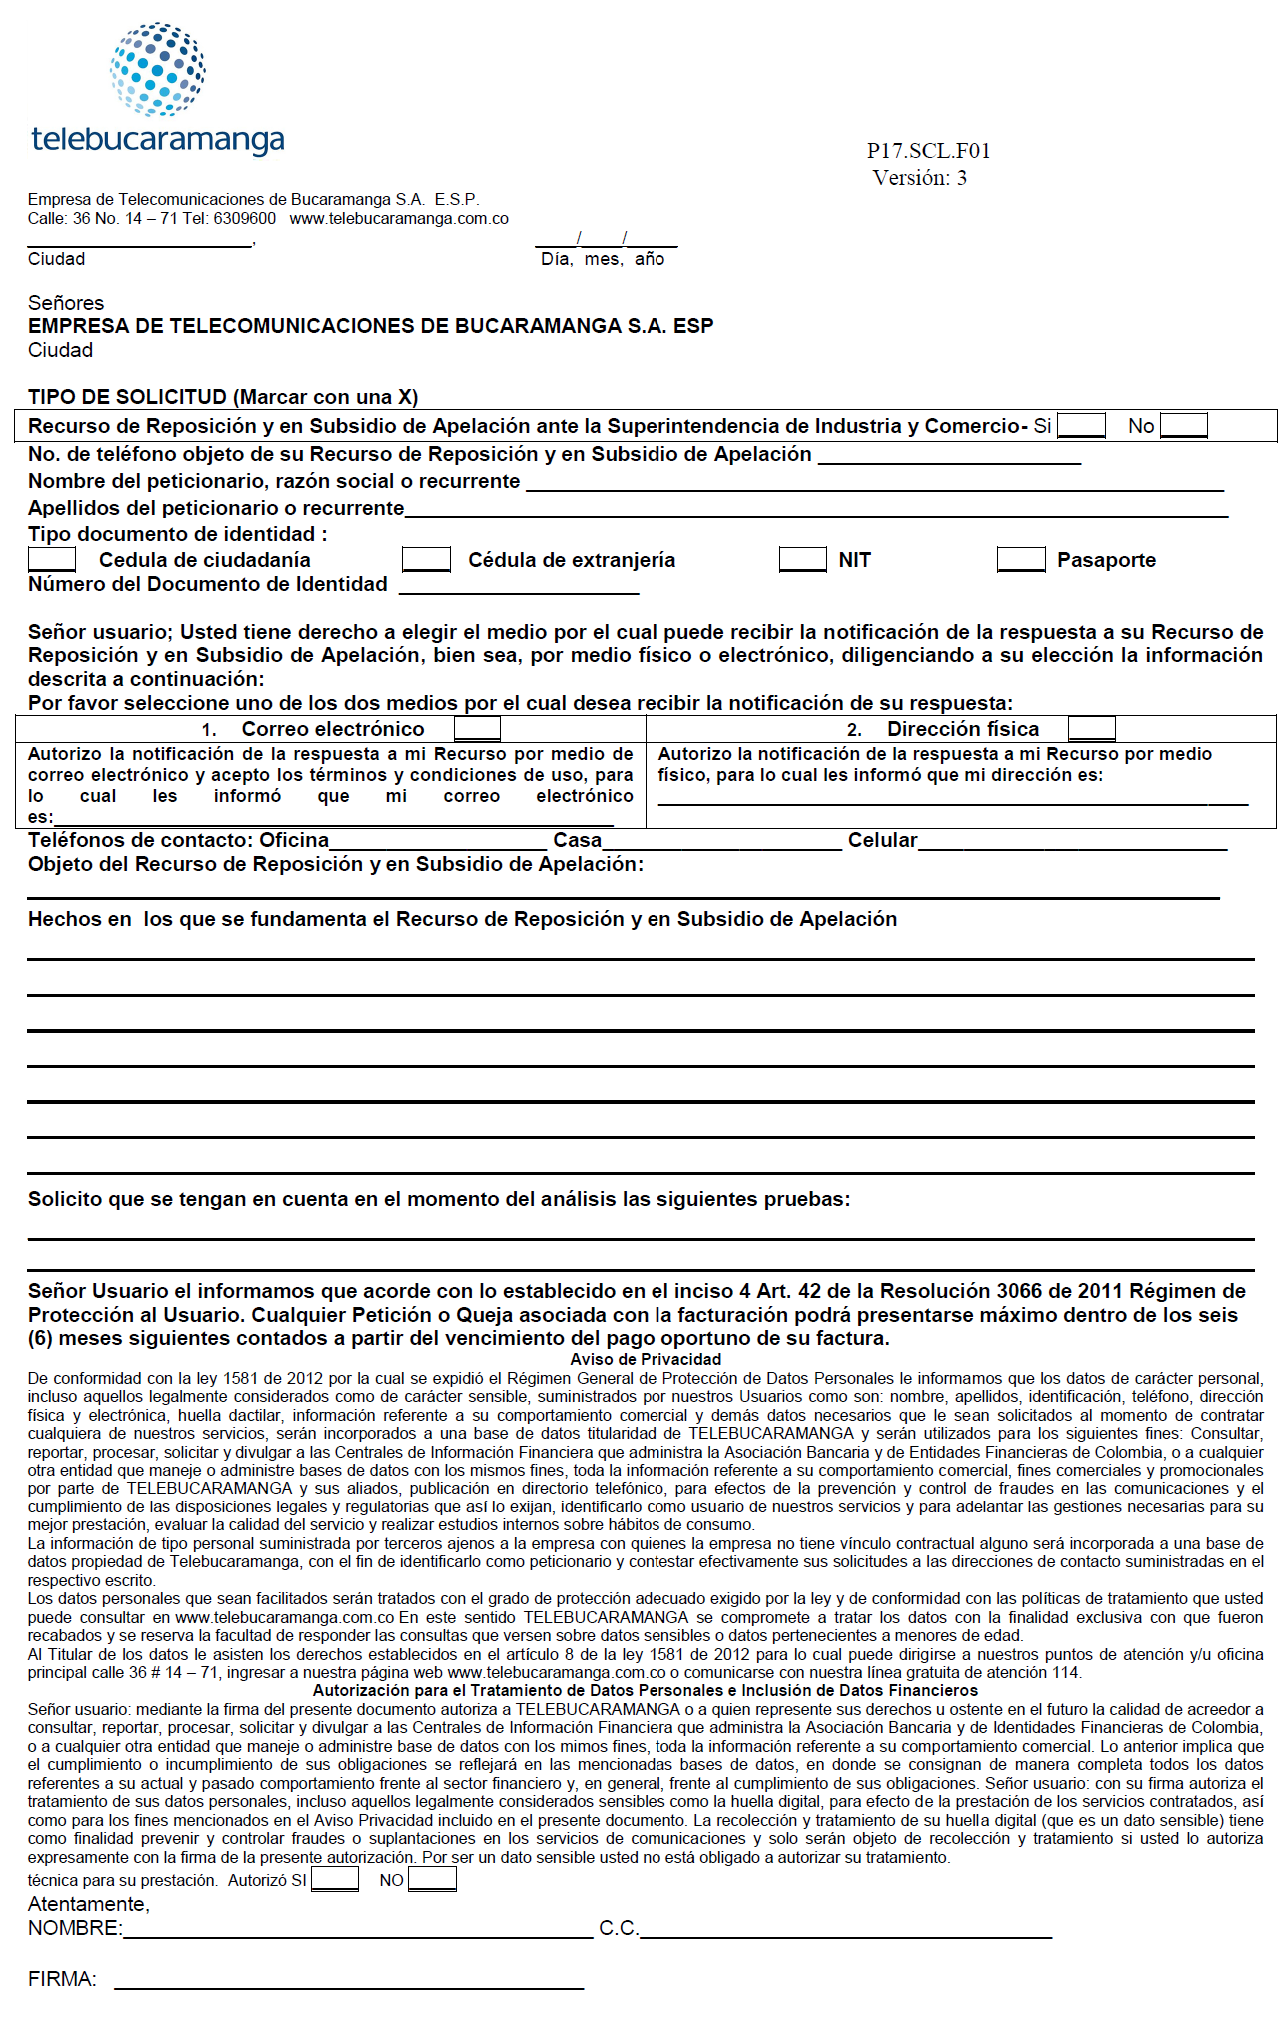 telebucaramanga
P17.SCL.F01
Versión: 3
Empresa de Telecomunicaciones de Bucaramanga S.A. E.S.P.
Calle: 36 No. 14 – 71 Tel: 6309600 www.telebucaramanga.com.co
______________________, ____/____/_____
Ciudad Día, mes, año
Señores
EMPRESA DE TELECOMUNICACIONES DE BUCARAMANGA S.A. ESP
Ciudad
TIPO DE SOLICITUD (Marcar con una X)
Recurso de Reposición y en Subsidio de Apelación ante la Superintendencia de Industria y Comercio- Si No
No. de teléfono objeto de su Recurso de Reposición y en Subsidio de Apelación ____________________
Nombre del peticionario, razón social o recurrente ____________________
Apellidos del peticionario o recurrente____________________
Tipo documento de identidad :
Cedula de ciudadanía Cédula de extranjería NIT Pasaporte
Número del Documento de Identidad ____________________
Señor usuario; Usted tiene derecho a elegir el medio por el cual puede recibir la notificación de la respuesta a su Recurso de
Reposición y en Subsidio de Apelación, bien sea, por medio físico o electrónico, diligenciando a su elección la información
descrita a continuación:
Por favor seleccione uno de los dos medios por el cual desea recibir la notificación de su respuesta:
1. Correo electrónico
Autorizo la notificación de la respuesta a mi Recurso por medio de
correo electrónico y acepto los términos y condiciones de uso, para
lo cual les informó que mi correo electrónico
es:____________________
2. Dirección física
Autorizo la notificación de la respuesta a mi Recurso por medio
físico, para lo cual les informó que mi dirección es:
Teléfonos de contacto: Oficina____________________ Casa____________________ Celular____________________
Objeto del Recurso de Reposición y en Subsidio de Apelación:
Hechos en los que se fundamenta el Recurso de Reposición y en Subsidio de Apelación
Solicito que se tengan en cuenta en el momento del análisis las siguientes pruebas:
Señor Usuario el informamos que acorde con lo establecido en el inciso 4 Art. 42 de la Resolución 3066 de 2011 Régimen de
Protección al Usuario. Cualquier Petición o Queja asociada con la facturación podrá presentarse máximo dentro de los seis
(6) meses siguientes contados a partir del vencimiento del pago oportuno de su factura.
Aviso de Privacidad
De conformidad con la ley 1581 de 2012 por la cual se expidió el Régimen General de Protección de Datos Personales le informamos que los datos de carácter personal,
incluso aquellos legalmente considerados como de carácter sensible, suministrados por nuestros Usuarios como son: nombre, apellidos, identificación, teléfono, dirección
física y electrónica, huella dactilar, información referente a su comportamiento comercial y demás datos necesarios que le sean solicitados al momento de contratar
cualquiera de nuestros servicios, serán incorporados a una base de datos titularidad de TELEBUCARAMANGA y serán utilizados para los siguientes fines: Consultar,
reportar, procesar, solicitar y divulgar a las Centrales de Información Financiera que administra la Asociación Bancaria y de Entidades Financieras de Colombia, o a cualquier
otra entidad que maneje o administre bases de datos con los mismos fines, toda la información referente a su comportamiento comercial, fines comerciales y promocionales
por parte de TELEBUCARAMANGA y sus aliados, publicación en directorio telefónico, para efectos de la prevención y control de fraudes en las comunicaciones y el
cumplimiento de las disposiciones legales y regulatorias que así lo exijan, identificarlo como usuario de nuestros servicios y para adelantar las gestiones necesarias para su
mejor prestación, evaluar la calidad del servicio y realizar estudios internos sobre hábitos de consumo.
La información de tipo personal suministrada por terceros ajenos a la empresa con quienes la empresa no tiene vínculo contractual alguno será incorporada a una base de
datos propiedad de Telebucaramanga, con el fin de identificarlo como peticionario y contestar efectivamente sus solicitudes a las direcciones de contacto suministradas en el
respectivo escrito.
Los datos personales que sean facilitados serán tratados con el grado de protección adecuado exigido por la ley y de conformidad con las políticas de tratamiento que usted
puede consultar en www.telebucaramanga.com.co En este sentido TELEBUCARAMANGA se compromete a tratar los datos con la finalidad exclusiva con que fueron
recabados y se reserva la facultad de responder las consultas que versen sobre datos sensibles o datos pertenecientes a menores de edad.
Al Titular de los datos le asisten los derechos establecidos en el artículo 8 de la ley 1581 de 2012 para lo cual puede dirigirse a nuestros puntos de atención y/u oficina
principal calle 36 # 14 – 71, ingresar a nuestra página web www.telebucaramanga.com.co o comunicarse con nuestra línea gratuita de atención 114.
Autorización para el Tratamiento de Datos Personales e Inclusión de Datos Financieros
Señor usuario: mediante la firma del presente documento autoriza a TELEBUCARAMANGA o a quien represente sus derechos u ostente en el futuro la calidad de acreedor a
consultar, reportar, procesar, solicitar y divulgar a las Centrales de Información Financiera que administra la Asociación Bancaria y de Identidades Financieras de Colombia,
o a cualquier otra entidad que maneje o administre base de datos con los mimos fines, toda la información referente a su comportamiento comercial. Lo anterior implica que
el cumplimiento o incumplimiento de sus obligaciones se reflejará en las mencionadas bases de datos, en donde se consignan de manera completa todos los datos
referentes a su actual y pasado comportamiento frente al sector financiero y, en general, frente al cumplimiento de sus obligaciones. Señor usuario: con su firma autoriza el
tratamiento de sus datos personales, incluso aquellos legalmente considerados sensibles como la huella digital, para efecto de la prestación de los servicios contratados, así
como para los fines mencionados en el Aviso Privacidad incluido en el presente documento. La recolección y tratamiento de su huella digital (que es un dato sensible) tiene
como finalidad prevenir y controlar fraudes o suplantaciones en los servicios de comunicaciones y solo serán objeto de recolección y tratamiento si usted lo autoriza
expresamente con la firma de la presente autorización. Por ser un dato sensible usted no está obligado a autorizar su tratamiento.
técnica para su prestación. Autorizó SI NO
Atentamente,
NOMBRE:____________________ C.C.____________________
FIRMA: ____________________